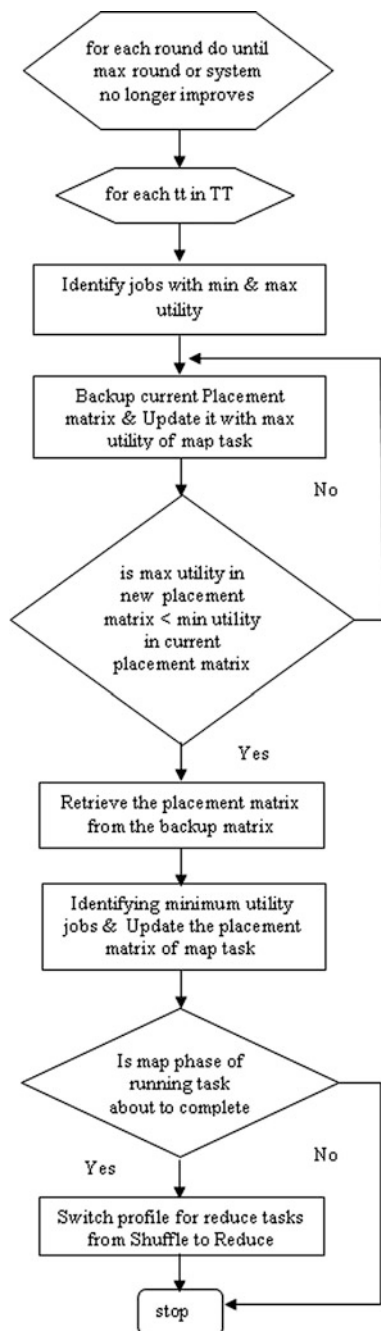 for each round do until
max round or system
no longer improves
for each tt in TT
Identify jobs with min & max
utility
Backup current Placement
matrix & Update it with max
utility of map task
No
is max utility in
new placement
matrix < min utility
in current
placement matrix
Yes
Retrieve the placement matrix
from the backup matrix
Identifying minimum utility
jobs & Update the placement
matrix of map task
Is map phase of
running task
about to complete
No
Yes
Switch profile for reduce tasks
from Shuffle to Reduce
stop